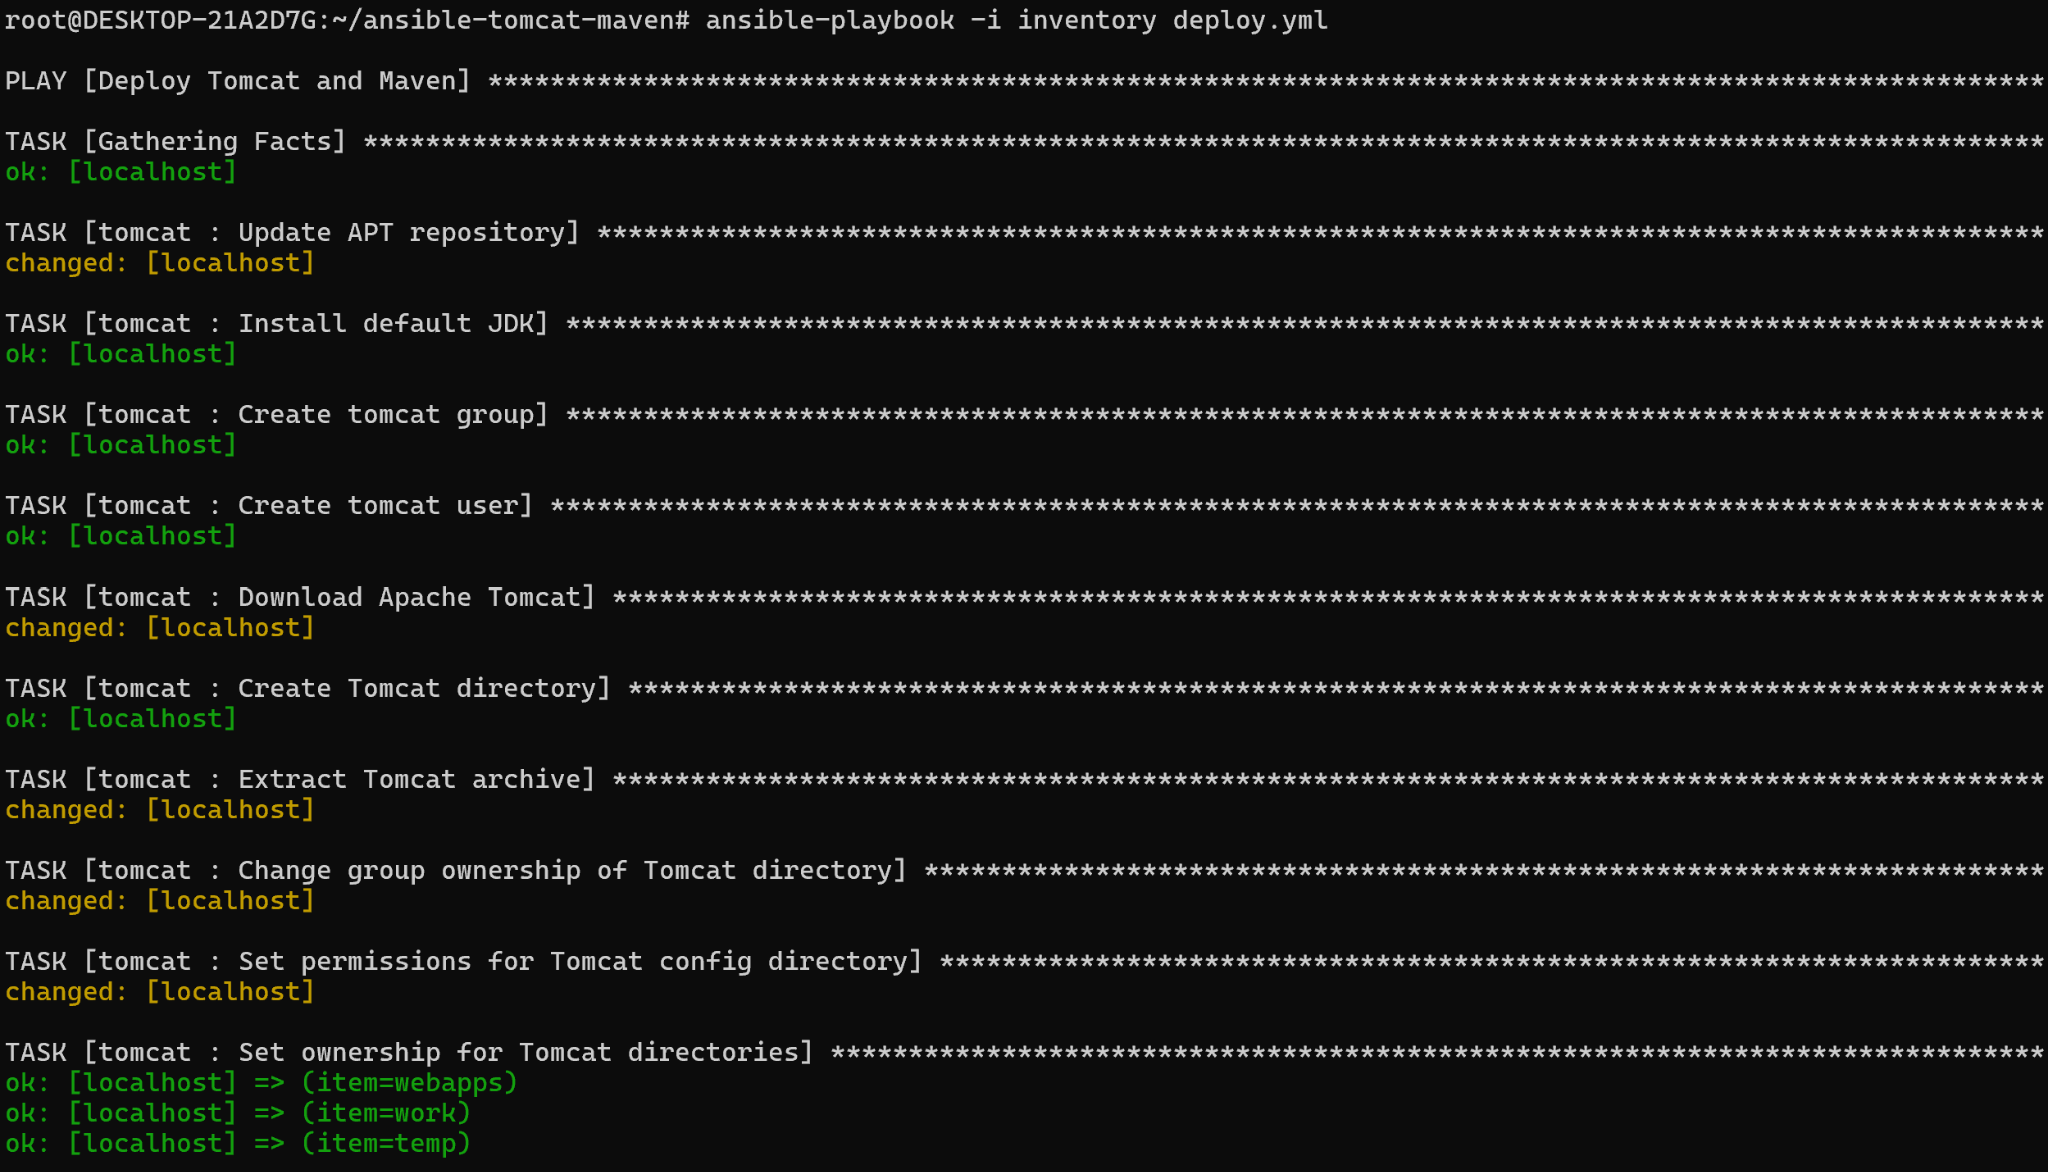 root@DESKTOP-21A2D7G:~/ansible-tomcat-maven# ansible-playbook -i inventory deploy.yml
PLAY [Deploy Tomcat and Maven] ****************************************************************************************************
TASK [Gathering Facts] ************************************************************************************************************
ok: [localhost]
TASK [tomcat : Update APT repository] *********************************************************************************************
changed: [localhost]
TASK [tomcat : Install default JDK] ***********************************************************************************************
ok: [localhost]
TASK [tomcat : Create tomcat group] ***********************************************************************************************
ok: [localhost]
TASK [tomcat : Create tomcat user] ************************************************************************************************
ok: [localhost]
TASK [tomcat : Download Apache Tomcat] ********************************************************************************************
changed: [localhost]
TASK [tomcat : Create Tomcat directory] *******************************************************************************************
ok: [localhost]
TASK [tomcat : Extract Tomcat archive] ********************************************************************************************
changed: [localhost]
TASK [tomcat : Change group ownership of Tomcat directory] ************************************************************************
changed: [localhost]
TASK [tomcat : Set permissions for Tomcat config directory] ***********************************************************************
changed: [localhost]
TASK [tomcat : Set ownership for Tomcat directories] ******************************************************************************
ok: [localhost] => (item=webapps)
ok: [localhost] => (item=work)
ok: [localhost] => (item=temp)